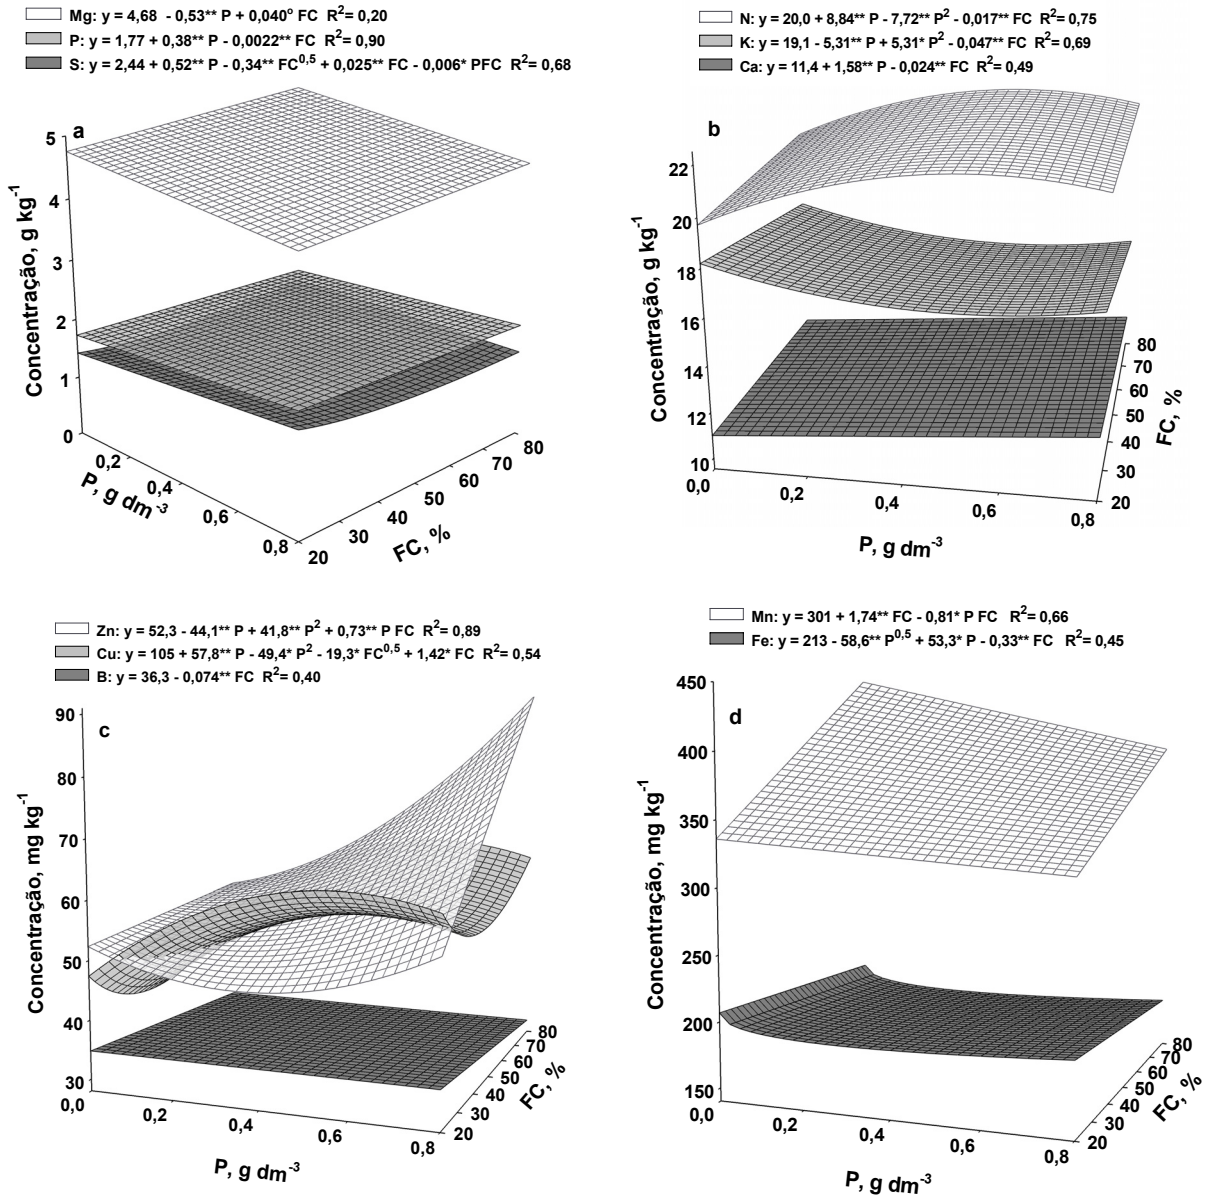 Mg: y = 4,68 - 0,53** P + 0,040° FC R²= 0,20
P: y = 1,77 + 0,38** P - 0,0022** FC R²= 0,90
S: y = 2,44 + 0,52** P - 0,34** FC⁰,⁵ + 0,025** FC - 0,006* PFC R²= 0,68
a
5
4
3
2
1
0
Concentração, g kg⁻¹
0,2
0,4
0,6
0,8
P, g dm⁻³
20
30
40
50
60
70
80
FC, %
N: y = 20,0 + 8,84** P - 7,72** P² - 0,017** FC R²= 0,75
K: y = 19,1 - 5,31** P + 5,31* P² - 0,047** FC R²= 0,69
Ca: y = 11,4 + 1,58** P - 0,024** FC R²= 0,49
b
22
20
18
16
14
12
10
Concentração, g kg⁻¹
0,0
0,2
0,4
0,6
0,8
P, g dm⁻³
80
70
60
50
40
30
20
FC, %
Zn: y = 52,3 - 44,1** P + 41,8** P² + 0,73** P FC R²= 0,89
Cu: y = 105 + 57,8** P - 49,4* P² - 19,3* FC⁰,⁵ + 1,42* FC R²= 0,54
B: y = 36,3 - 0,074** FC R²= 0,40
c
90
80
70
60
50
40
30
Concentração, mg kg⁻¹
0,0
0,2
0,4
0,6
0,8
P, g dm⁻³
80
70
60
50
40
30
20
FC, %
Mn: y = 301 + 1,74** FC - 0,81* P FC R²= 0,66
Fe: y = 213 - 58,6** P⁰,⁵ + 53,3* P - 0,33** FC R²= 0,45
d
450
400
350
300
250
200
150
Concentração, mg kg⁻¹
0,0
0,2
0,4
0,6
0,8
P, g dm⁻³
80
70
60
50
40
30
20
FC, %